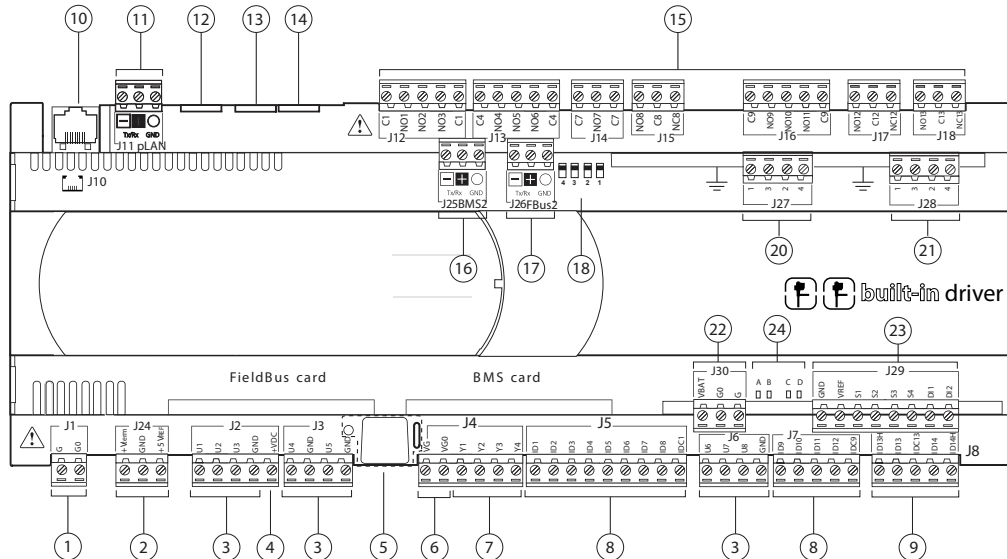 10
11
12
13
14
15
C1
NO1
NO2
NO3
C1
C4
NO4
NO5
NO6
C4
C7
NO7
C7
NO8
C8
NC8
C9
NO9
NO10
NO11
C9
NO12
C12
NC12
NO13
C13
NC13
Tx/Rx GND
J11 pLAN
J12
J13
J14
J15
J16
J17
J18
J10
Tx/Rx GND
J25BMS2
Tx/Rx GND
J26FBus2
4 3 2 1
1 3 2 4
J27
1 3 2 4
J28
16
17
18
20
21
built-in driver
22
24
23
J30
VBAT
G0
G
A B C D
J29
GND
VREF
S1
S2
S3
S4
DI1
DI2
FieldBus card
BMS card
J1
G
G0
J24
+Vterm
GND
+5 VREF
J2
U1
U2
U3
GND
+VDC
J3
U4
GND
U5
GND
J4
VG
VG0
Y1
Y2
Y3
Y4
J5
ID1
ID2
ID3
ID4
ID5
ID6
ID7
ID8
IDC1
J6
U6
U7
U8
GND
J7
ID9
ID10
ID11
ID12
IDC9
ID13H
ID13
IDC13
ID14
ID14H
J8
1
2
3
4
3
5
6
7
8
3
8
9